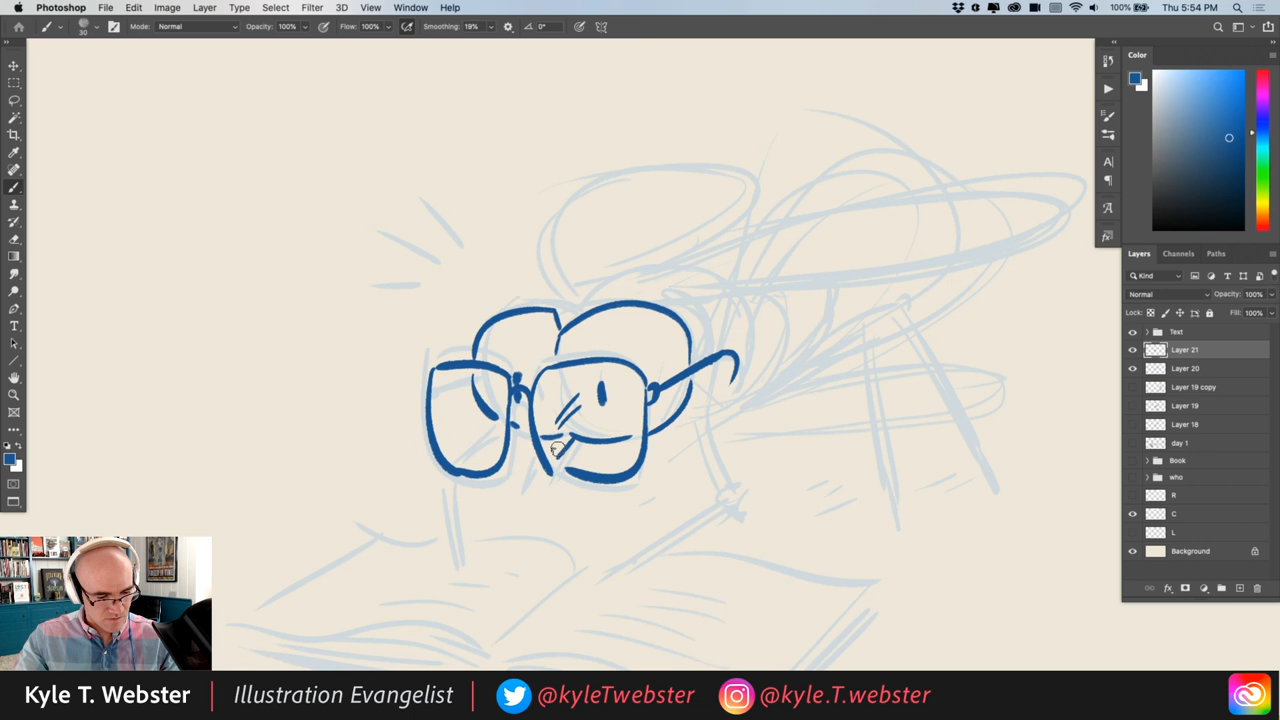 Photoshop File Edit Image Layer Type Select Filter 3D View Window Help 100% Thu 5:54 PM
30 Mode: Normal Opacity: 100% Flow: 100% Smoothing: 19% 0°
Color
Layers Channels Paths
Kind
Normal Opacity: 100%
Lock: Fill: 100%
Text
Layer 21
Layer 20
Layer 19 copy
Layer 19
Layer 18
day 1
Book
who
R
C
L
Background
Kyle T. Webster | Illustration Evangelist | @kyleTwebster @kyle.T.webster